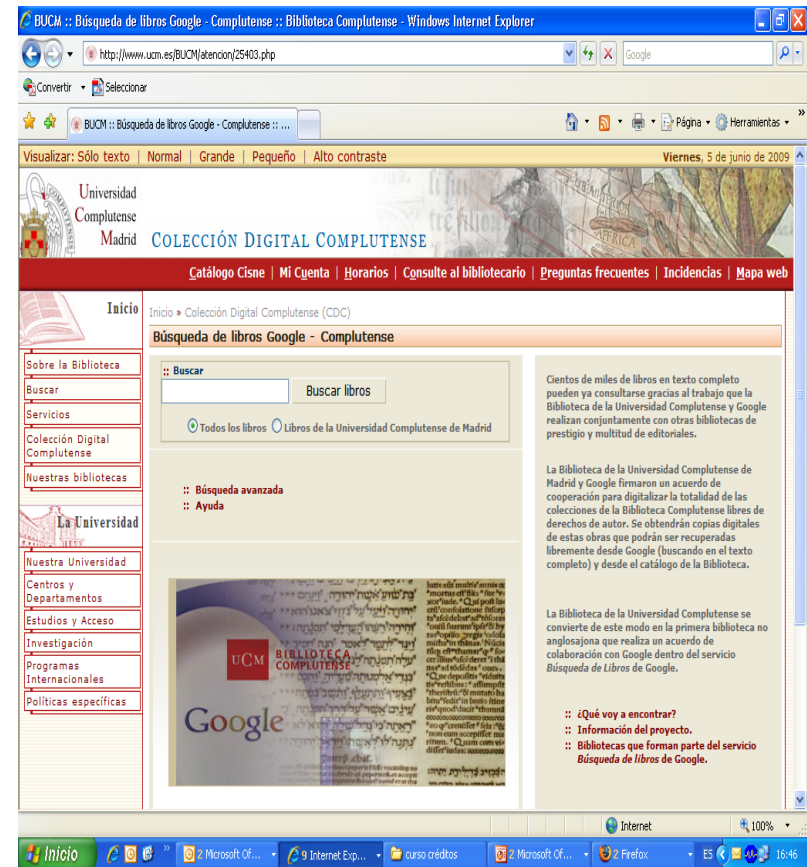 BUCM :: Búsqueda de libros Google - Complutense :: Biblioteca Complutense - Windows Internet Explorer
http://www.ucm.es/BUCM/atencion/25403.php
Google
Convertir
Seleccionar
BUCM :: Búsqueda de libros Google - Complutense :: ...
Página
Herramientas
Visualizar: Sólo texto | Normal | Grande | Pequeño | Alto contraste
Viernes, 5 de junio de 2009
Universidad
Complutense
Madrid
COLECCIÓN DIGITAL COMPLUTENSE
AFRICA
Catálogo Cisne | Mi Cuenta | Horarios | Consulte al bibliotecario | Preguntas frecuentes | Incidencias | Mapa web
Inicio
Sobre la Biblioteca
Buscar
Servicios
Colección Digital
Complutense
Nuestras bibliotecas
La Universidad
Nuestra Universidad
Centros y
Departamentos
Estudios y Acceso
Investigación
Programas
Internacionales
Políticas específicas
Inicio » Colección Digital Complutense (CDC)
Búsqueda de libros Google - Complutense
:: Buscar
Buscar libros
Todos los libros
Libros de la Universidad Complutense de Madrid
:: Búsqueda avanzada
:: Ayuda
UCM
BIBLIOTECA
COMPLUTENSE
Google
Cientos de miles de libros en texto completo
pueden ya consultarse gracias al trabajo que la
Biblioteca de la Universidad Complutense y Google
realizan conjuntamente con otras bibliotecas de
prestigio y multitud de editoriales.
La Biblioteca de la Universidad Complutense de
Madrid y Google firmaron un acuerdo de
cooperación para digitalizar la totalidad de las
colecciones de la Biblioteca Complutense libres de
derechos de autor. Se obtendrán copias digitales
de estas obras que podrán ser recuperadas
libremente desde Google (buscando en el texto
completo) y desde el catálogo de la Biblioteca.
La Biblioteca de la Universidad Complutense se
convierte de este modo en la primera biblioteca no
anglosajona que realiza un acuerdo de
colaboración con Google dentro del servicio
Búsqueda de Libros de Google.
:: ¿Qué voy a encontrar?
:: Información del proyecto.
:: Bibliotecas que forman parte del servicio
Búsqueda de libros de Google.
Internet
100%
Inicio
2 Microsoft Of...
9 Internet Exp...
curso créditos
2 Microsoft Of...
2 Firefox
ES
16:46